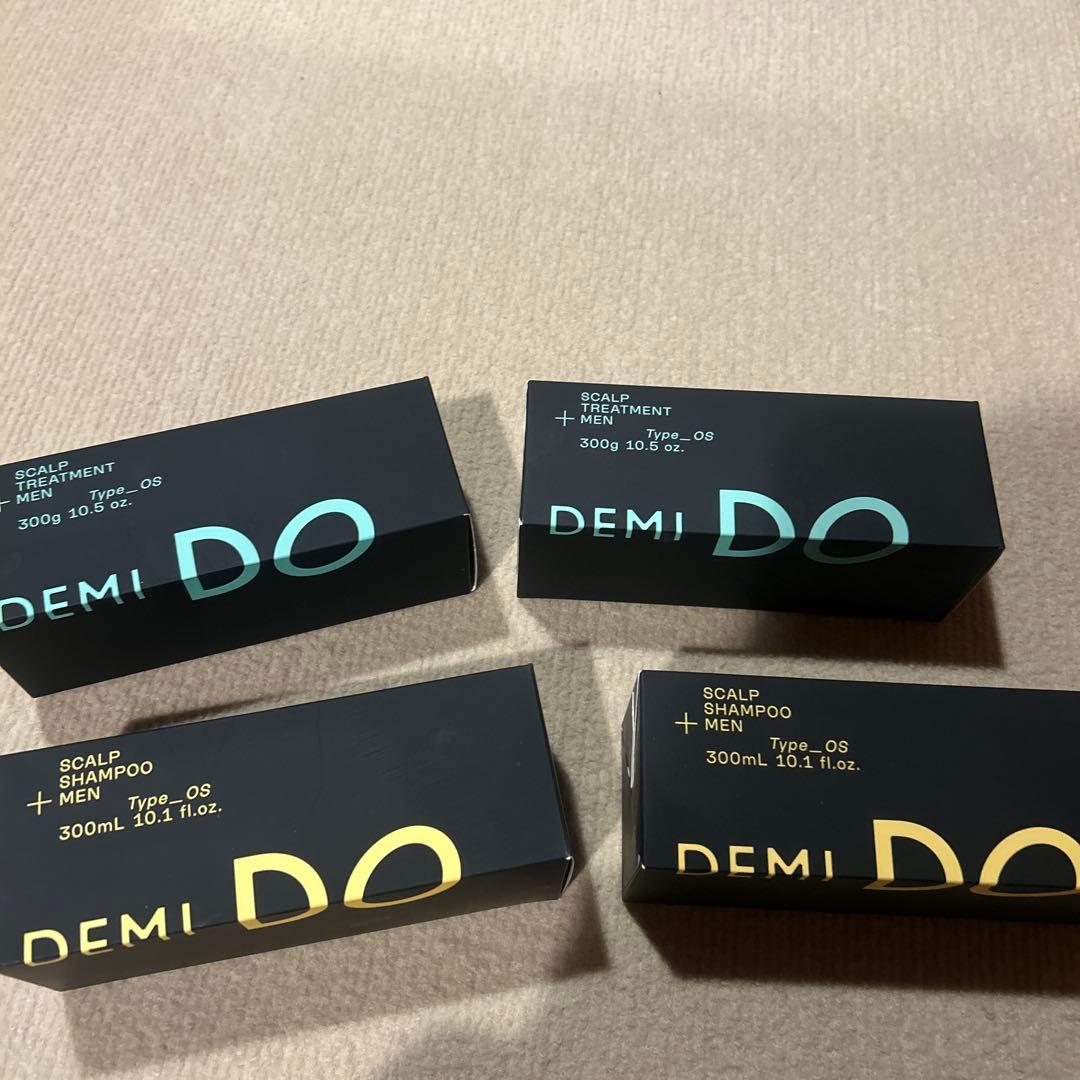 SCALP
TREATMENT
+ MEN
Type_OS
300g 10.5 oz.
DEMI DO
SCALP
TREATMENT
+ MEN
Type_OS
300g 10.5 oz.
DEMI DO
SCALP
SHAMPOO
+ MEN
Type_OS
300mL 10.1 fl.oz.
DEMI DO
SCALP
SHAMPOO
+ MEN
Type_OS
300mL 10.1 fl.oz.
DEMI DO